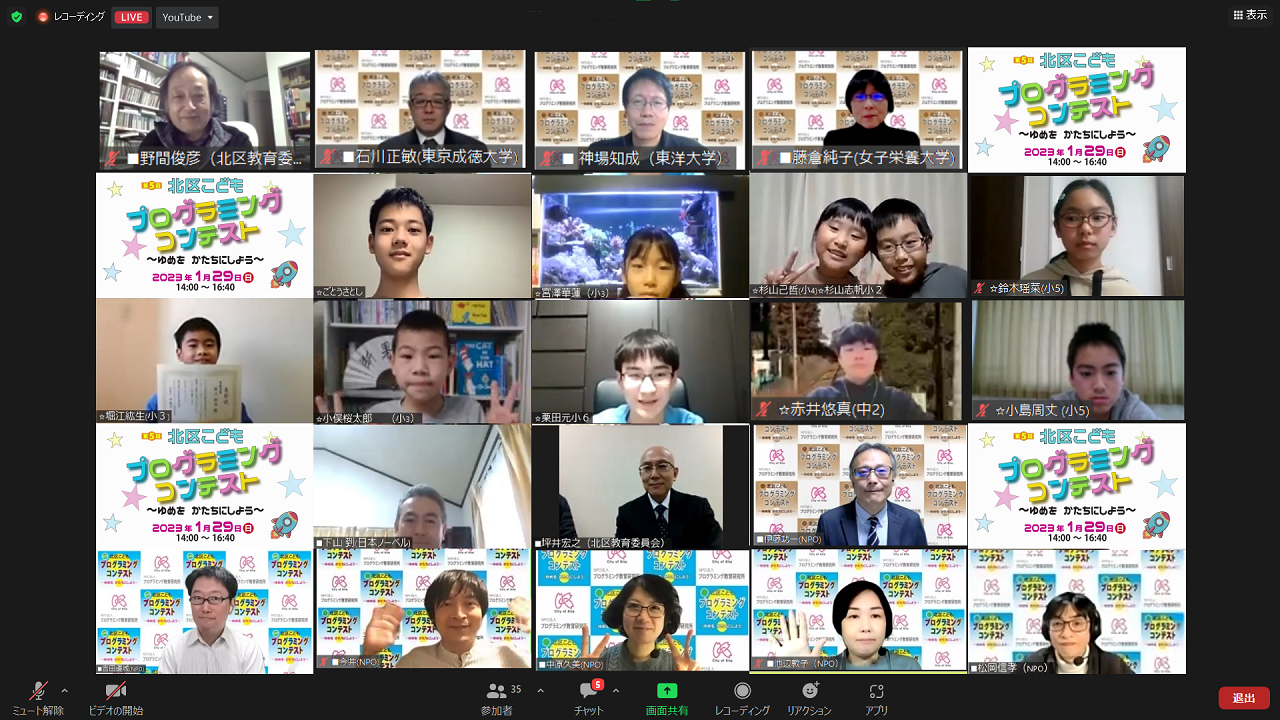 レコーディング
LIVE
YouTube
表示
■野間俊彦（北区教育委...
■石川正敏(東京成徳大学)
■ 神場知成（東洋大学）
■藤倉純子(女子栄養大学)
第5回 北区こども
プログラミング
コンテスト
～ゆめを かたちにしよう～
2023年1月29日日
14:00 ～ 16:40
第5回 北区こども
プログラミング
コンテスト
～ゆめを かたちにしよう～
2023年1月29日日
14:00 ～ 16:40
☆ごとうさとし
☆宮澤華蓮（小3）
☆杉山己哲(小4)☆杉山志帆小２
☆鈴木瑶菜(小5)
☆堀江紘生(小３)
☆小俣桜太郎　（小3）
THE CAT
IN THE
HAT
☆栗田元小６
☆赤井悠真(中2)
☆小島周丈 (小5)
第5回 北区こども
プログラミング
コンテスト
～ゆめを かたちにしよう～
2023年1月29日日
14:00 ～ 16:40
■下山 到(日本ノーベル)
■坪井宏之（北区教育委員会）
■伊藤功一(NPO)
第5回 北区こども
プログラミング
コンテスト
～ゆめを かたちにしよう～
2023年1月29日日
14:00 ～ 16:40
■今井(NPO)
■中原久美(NPO)
■池辺敦子（NPO）
■松岡信季（NPO）
ミュート解除
ビデオの開始
35
参加者
5
チャット
画面共有
レコーディング
リアクション
アプリ
退出